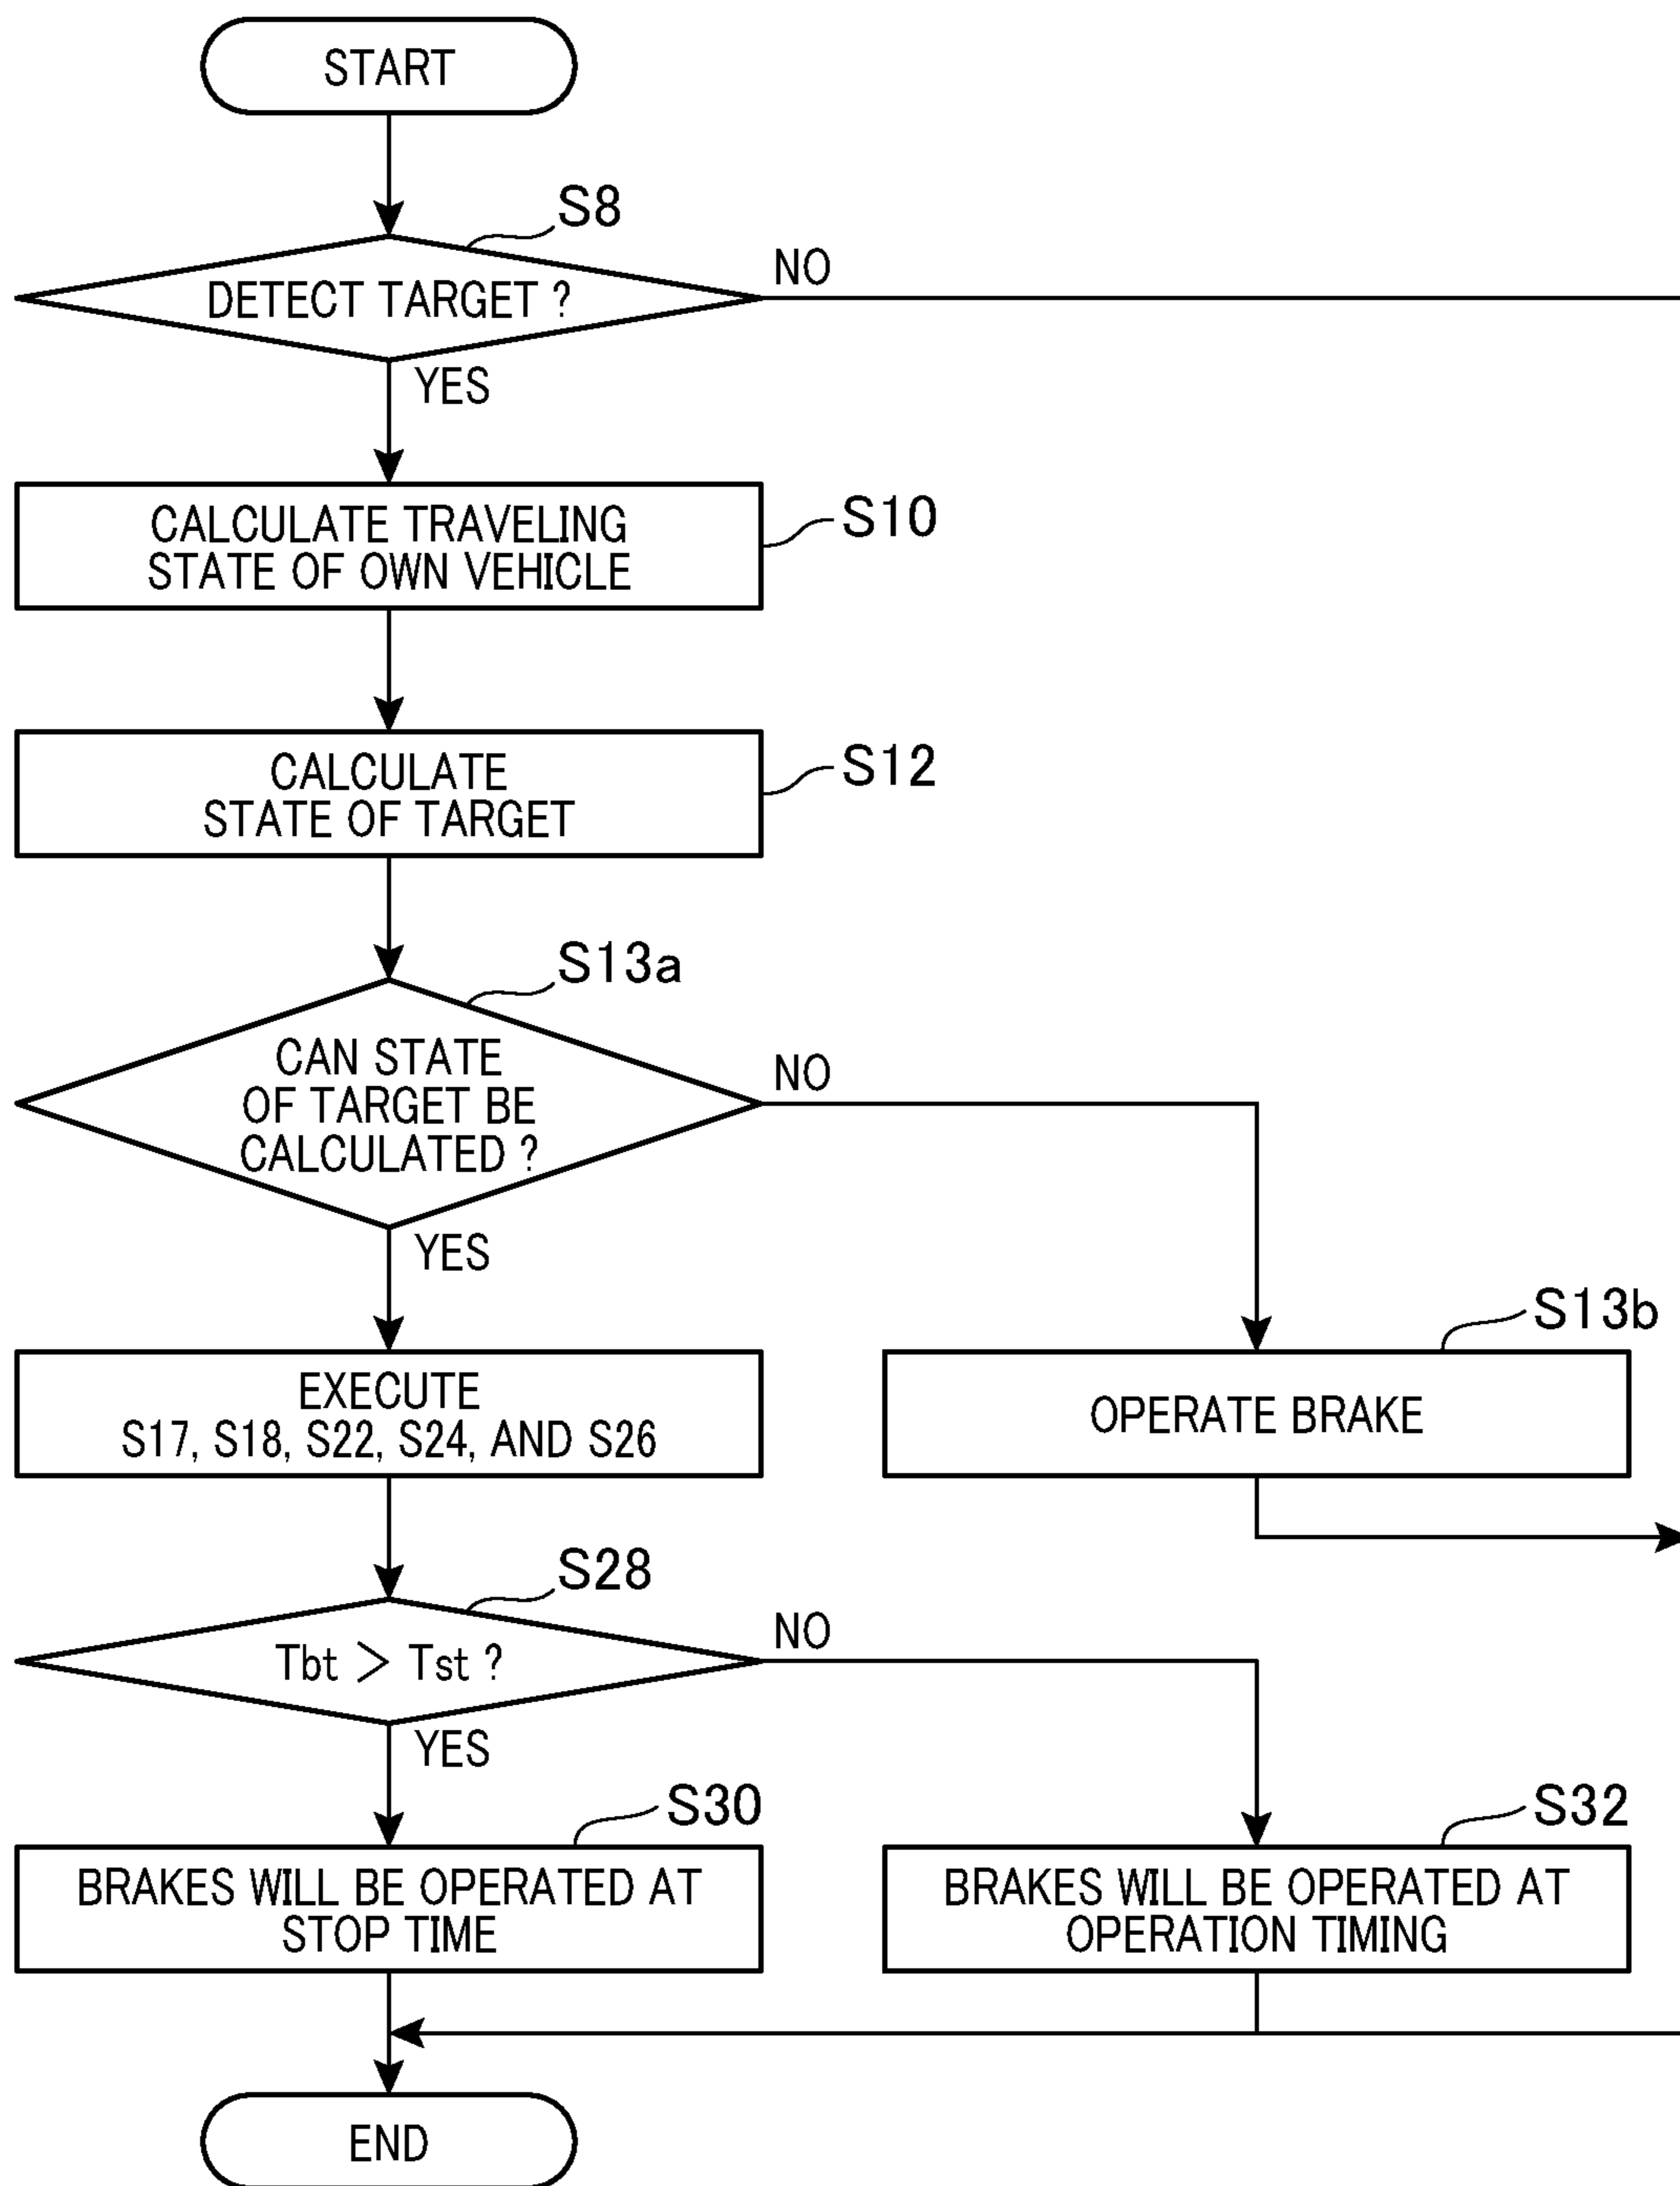 START
S8
DETECT TARGET ?
NO
YES
CALCULATE TRAVELING
STATE OF OWN VEHICLE
S10
CALCULATE
STATE OF TARGET
S12
S13a
CAN STATE
OF TARGET BE
CALCULATED ?
NO
YES
EXECUTE
S17, S18, S22, S24, AND S26
S13b
OPERATE BRAKE
S28
Tbt > Tst ?
NO
YES
S30
BRAKES WILL BE OPERATED AT
STOP TIME
S32
BRAKES WILL BE OPERATED AT
OPERATION TIMING
END